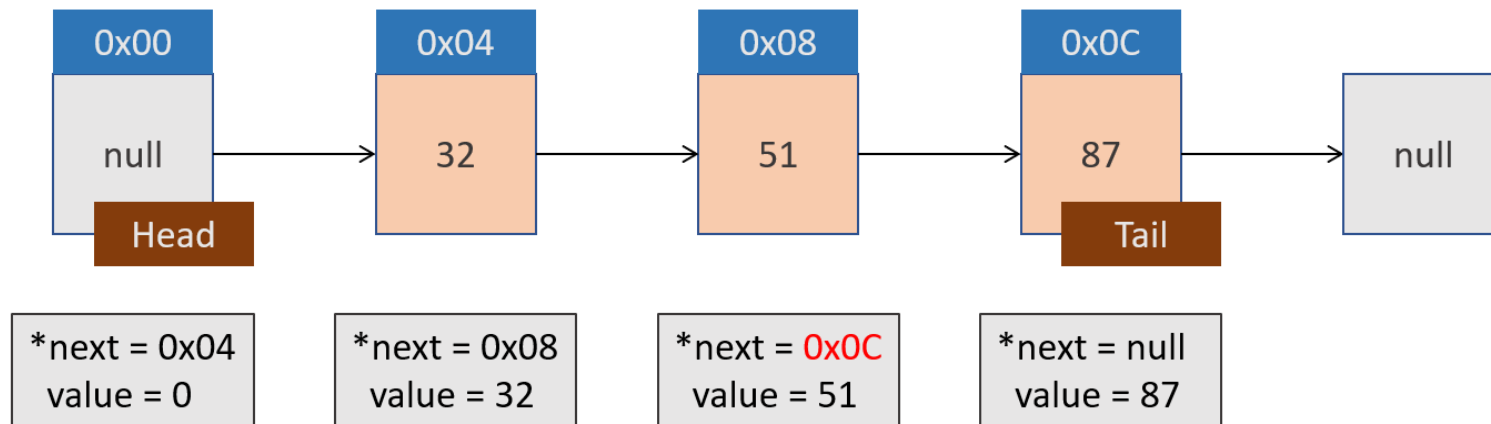 0x00
0x04
0x08
0x0C
null
32
51
87
null
Head
Tail
*next = 0x04
value = 0
*next = 0x08
value = 32
*next = 0x0C
value = 51
*next = null
value = 87